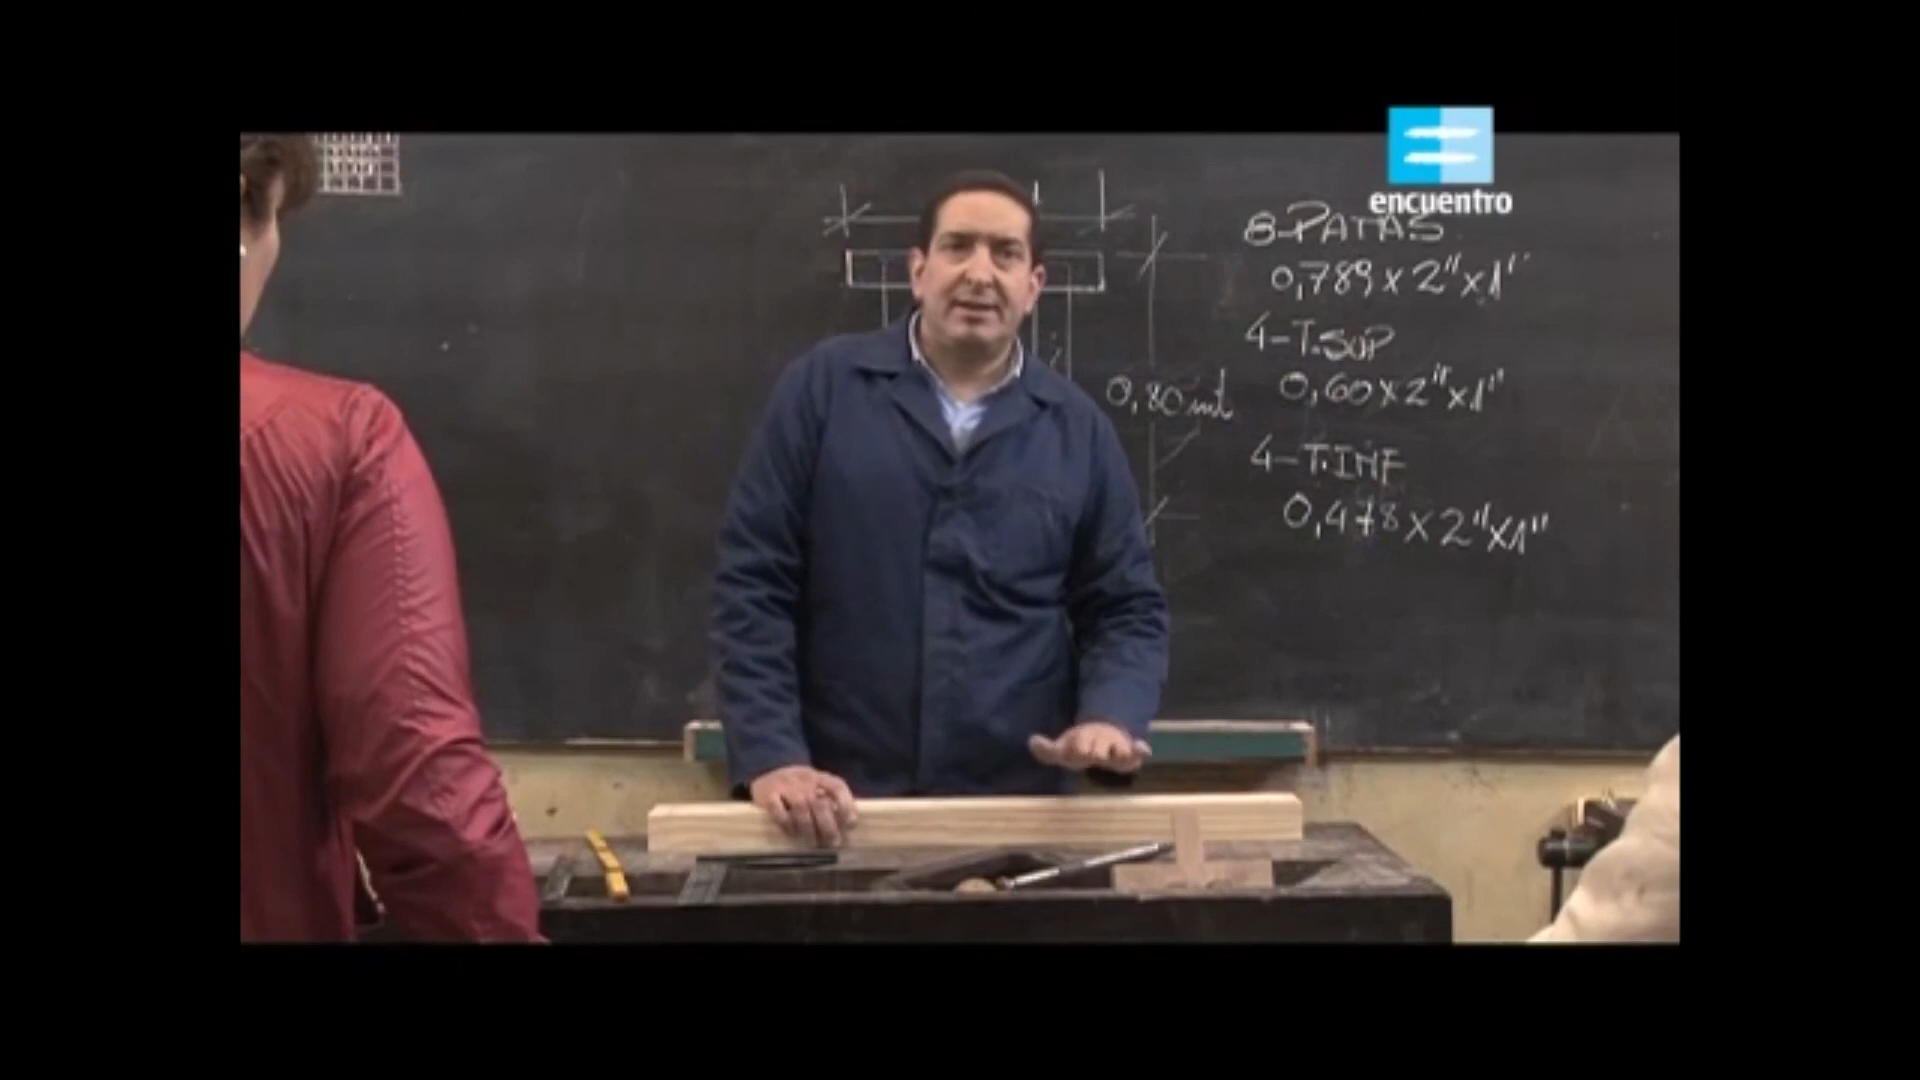 encuentro
8-PATAS
0,789 x 2" x 1"
4-T.SUP
0,60 x 2" x 1"
0,80 mt
4-T.INF
0,478 x 2" x 1"